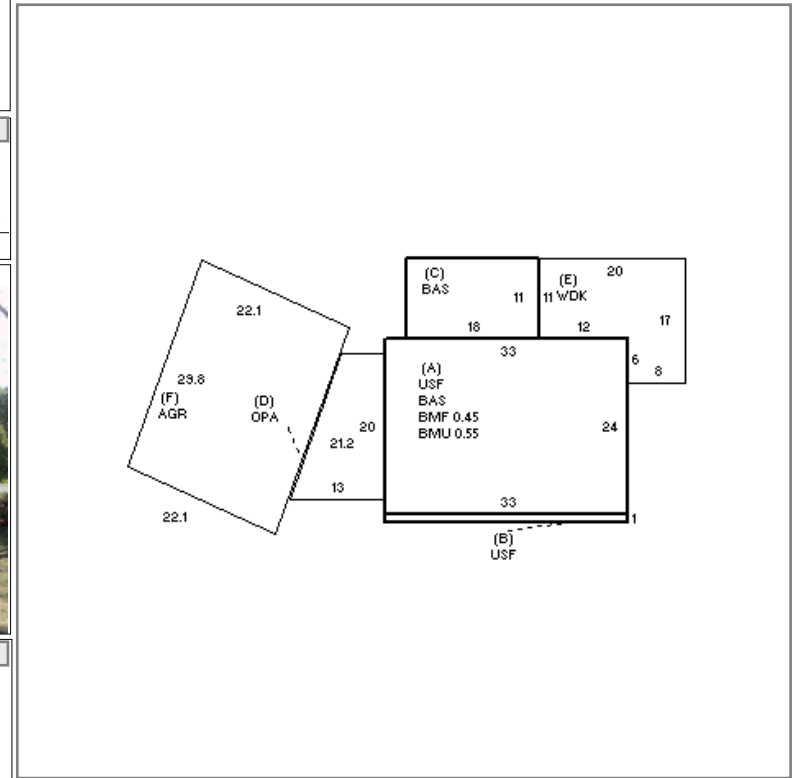 (C)
BAS
11
18
20
(E)
11 WDK
12
17
6
8
22.1
29.8
(F)
AGR
22.1
(D)
OPA
20
21.2
13
33
(A)
USF
BAS
BMF 0.45
BMU 0.55
24
33
1
(B)
USF